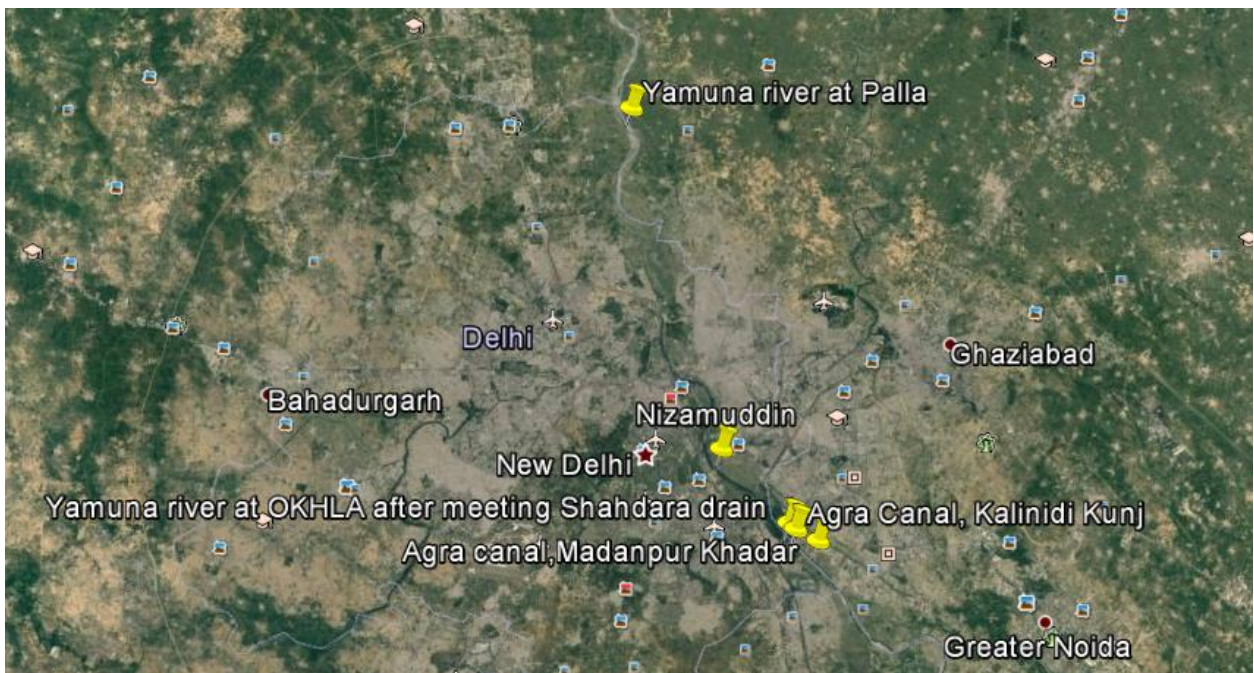 Yamuna river at Palla
Delhi
Ghaziabad
Bahadurgarh
Nizamuddin
New Delhi
Yamuna river at OKHLA after meeting Shahdara drain
Agra Canal, Kalinidi Kunj
Agra canal,Madanpur Khadar
Greater Noida